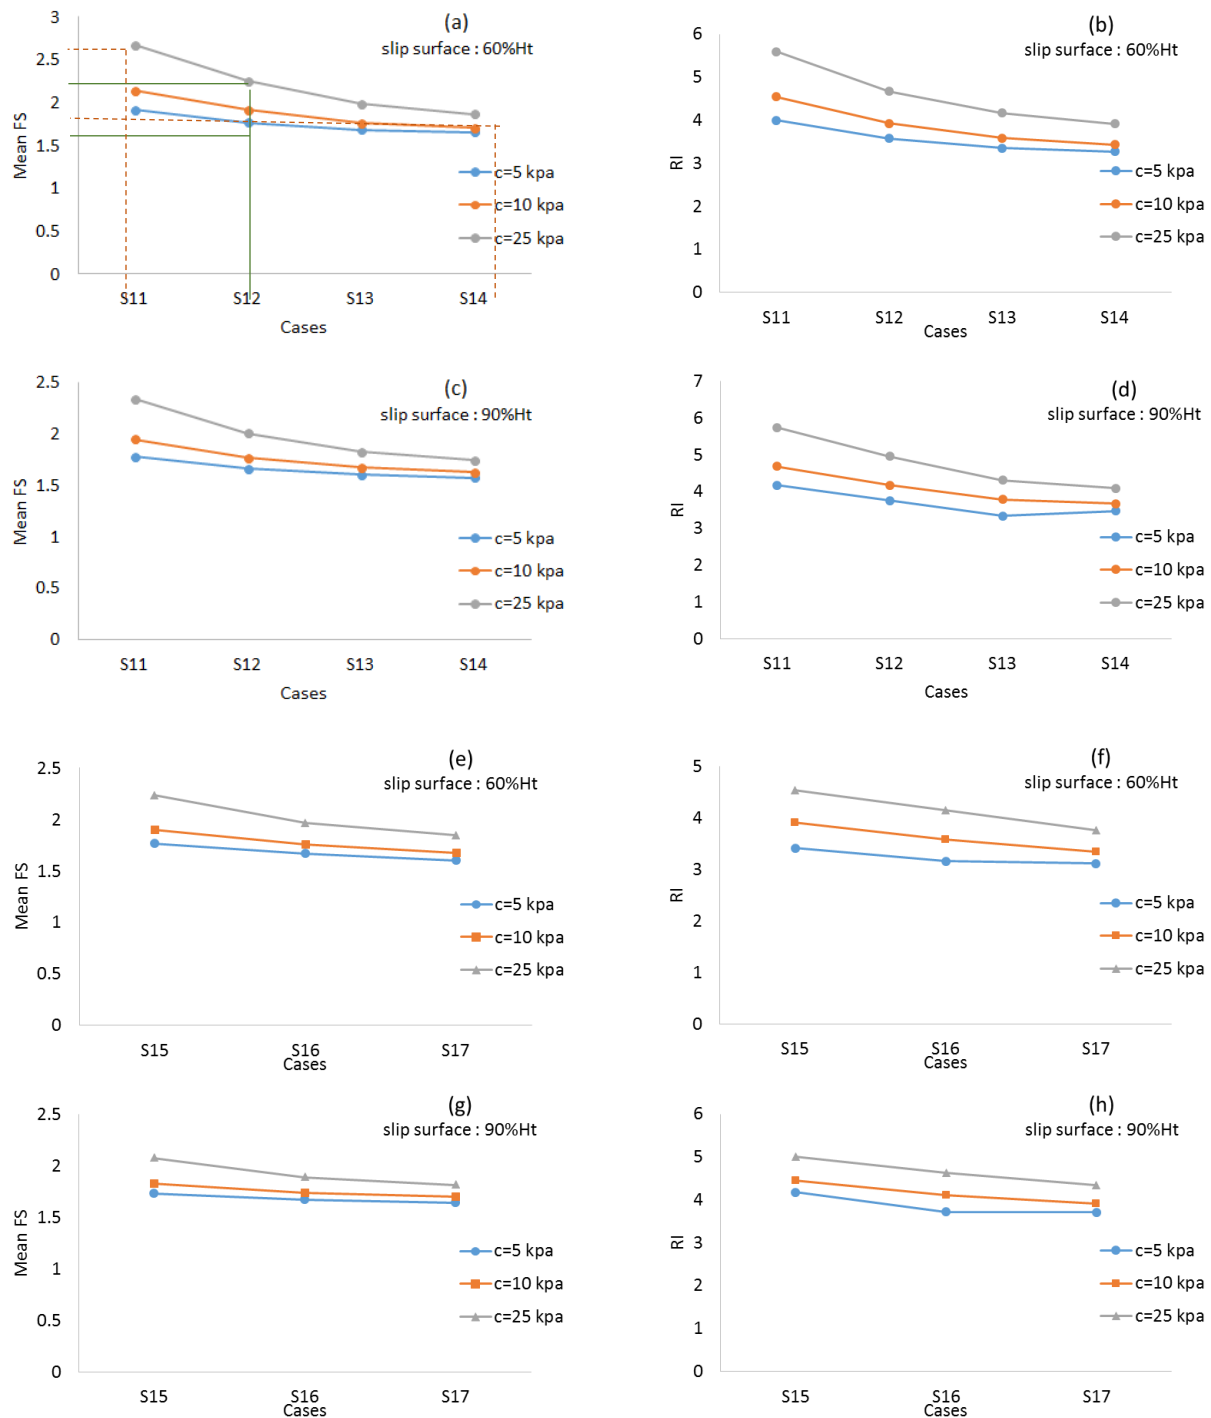 (a)
slip surface : 60%Ht
Mean FS
3
2.5
2
1.5
1
0.5
0
c=5 kpa
c=10 kpa
c=25 kpa
S11 S12 S13 S14
Cases
(b)
slip surface : 60%Ht
RI
6
5
4
3
2
1
0
c=5 kpa
c=10 kpa
c=25 kpa
S11 S12 S13 S14
Cases
(c)
slip surface : 90%Ht
Mean FS
2.5
2
1.5
1
0.5
0
c=5 kpa
c=10 kpa
c=25 kpa
S11 S12 S13 S14
Cases
(d)
slip surface : 90%Ht
RI
7
6
5
4
3
2
1
0
c=5 kpa
c=10 kpa
c=25 kpa
S11 S12 S13 S14
Cases
(e)
slip surface : 60%Ht
Mean FS
2.5
2
1.5
1
0.5
0
c=5 kpa
c=10 kpa
c=25 kpa
S15 S16 S17
Cases
(f)
slip surface : 60%Ht
RI
5
4
3
2
1
0
c=5 kpa
c=10 kpa
c=25 kpa
S15 S16 S17
Cases
(g)
slip surface : 90%Ht
Mean FS
2.5
2
1.5
1
0.5
0
c=5 kpa
c=10 kpa
c=25 kpa
S15 S16 S17
Cases
(h)
slip surface : 90%Ht
RI
6
5
4
3
2
1
0
c=5 kpa
c=10 kpa
c=25 kpa
S15 S16 S17
Cases